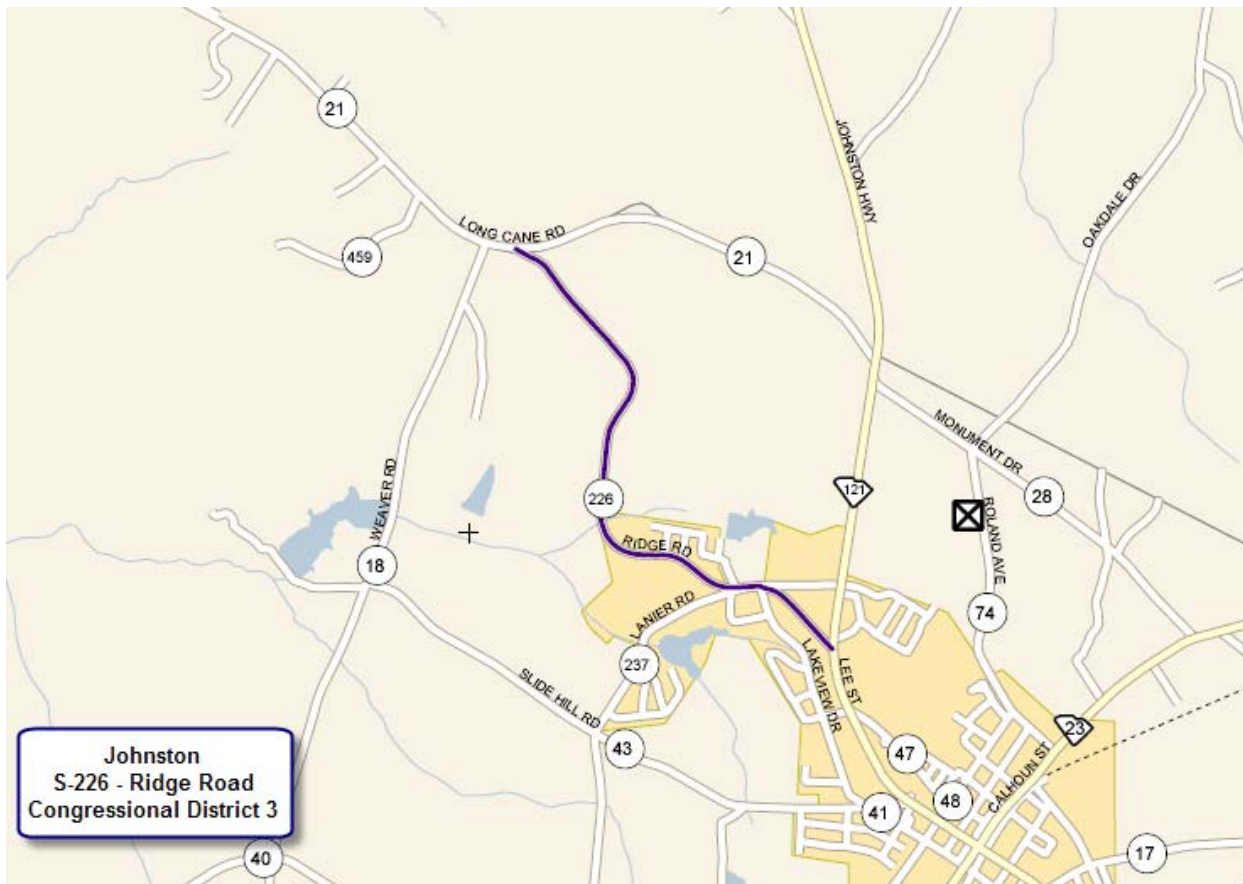 21
JOHNSTON HWY
OAKDALE DR
LONG CANE RD
459
21
MONUMENT DR
WEAVER RD
226
121
28
ROLAND AVE
RIDGE RD
18
LANIER RD
74
237
LAKEVIEW DR
LEE ST
SLIDE HILL RD
43
23
47
CALHOUN ST
48
41
40
17
Johnston
S-226 - Ridge Road
Congressional District 3